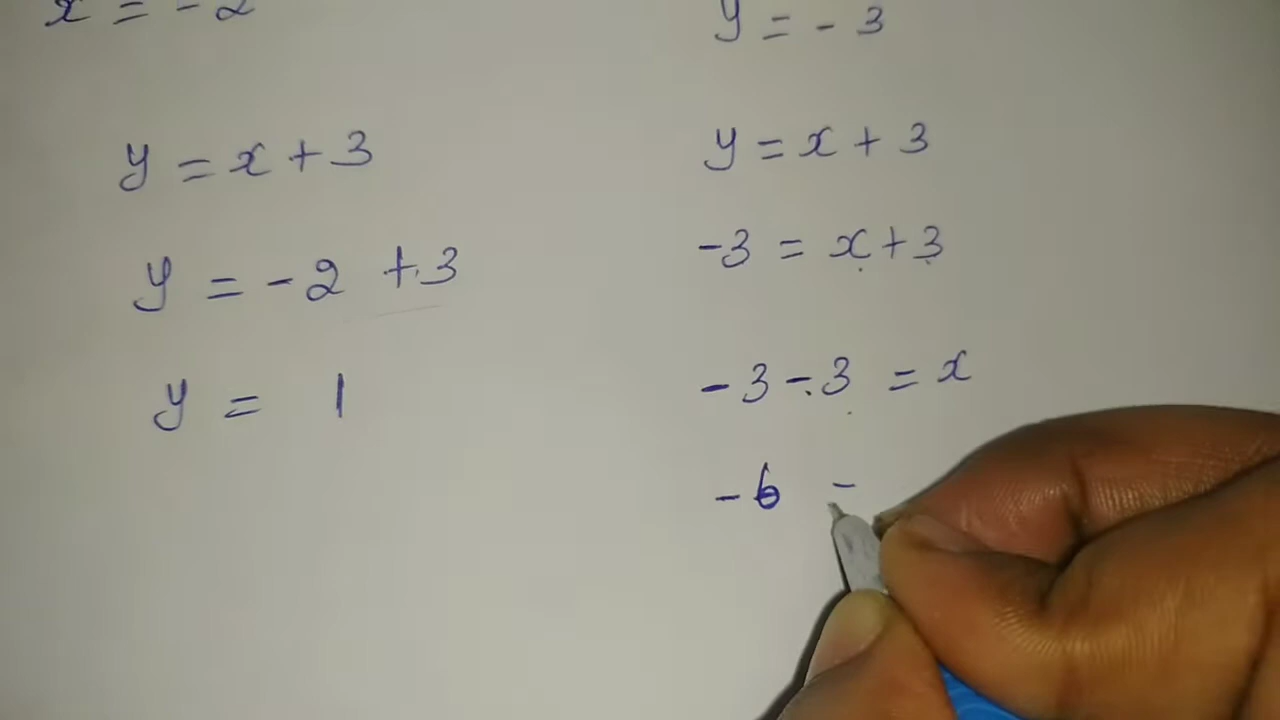 x = -2
y = x + 3
y = -2 + 3
y = 1
y = -3
y = x + 3
-3 = x + 3
-3 - 3 = x
-6 -